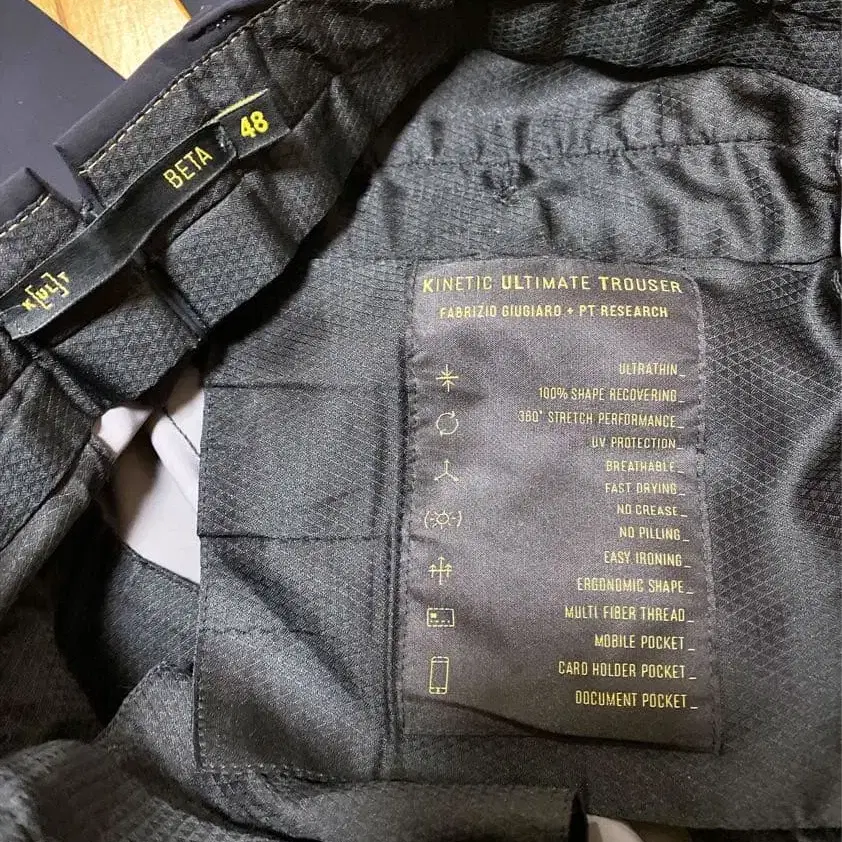 K[UL]T
BETA
48
KINETIC ULTIMATE TROUSER
FABRIZIO GIUGIARO + PT RESEARCH
ULTRATHIN_
100% SHAPE RECOVERING_
360° STRETCH PERFORMANCE_
UV PROTECTION_
BREATHABLE_
FAST DRYING_
NO CREASE_
NO PILLING_
EASY IRONING_
ERGONOMIC SHAPE_
MULTI FIBER THREAD_
MOBILE POCKET_
CARD HOLDER POCKET_
DOCUMENT POCKET_